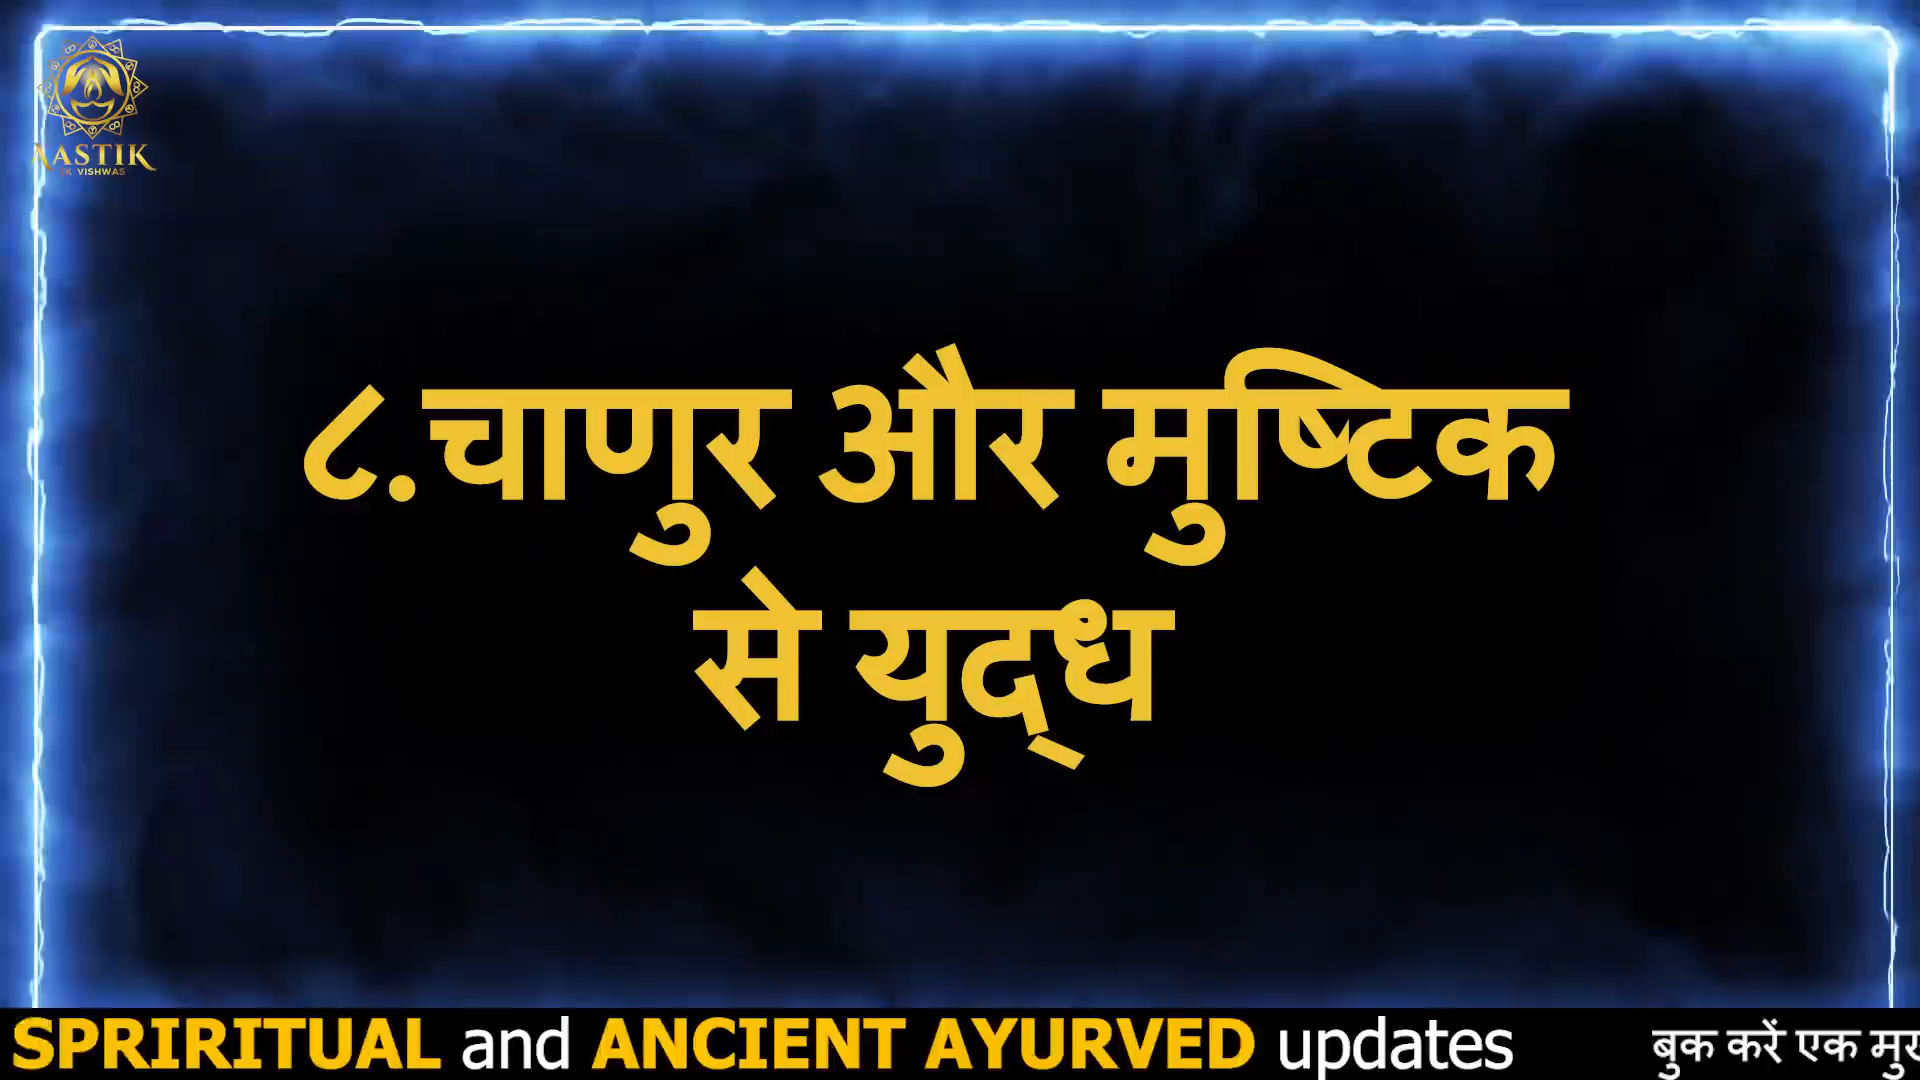 AASTIK
EK VISHWAS
८.चाणुर और मुष्टिक
से युद्ध
SPRIRITUAL and ANCIENT AYURVED updates
बुक करें एक